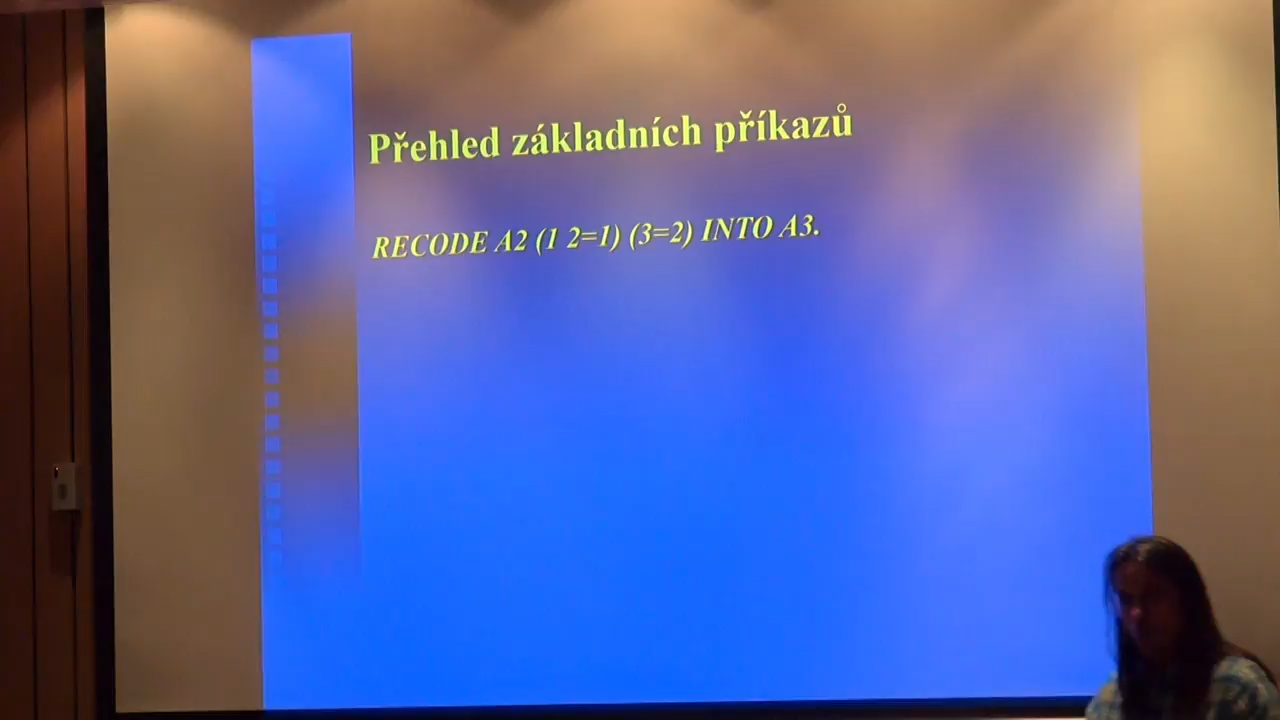 Přehled základních příkazů
RECODE A2 (1 2=1) (3=2) INTO A3.